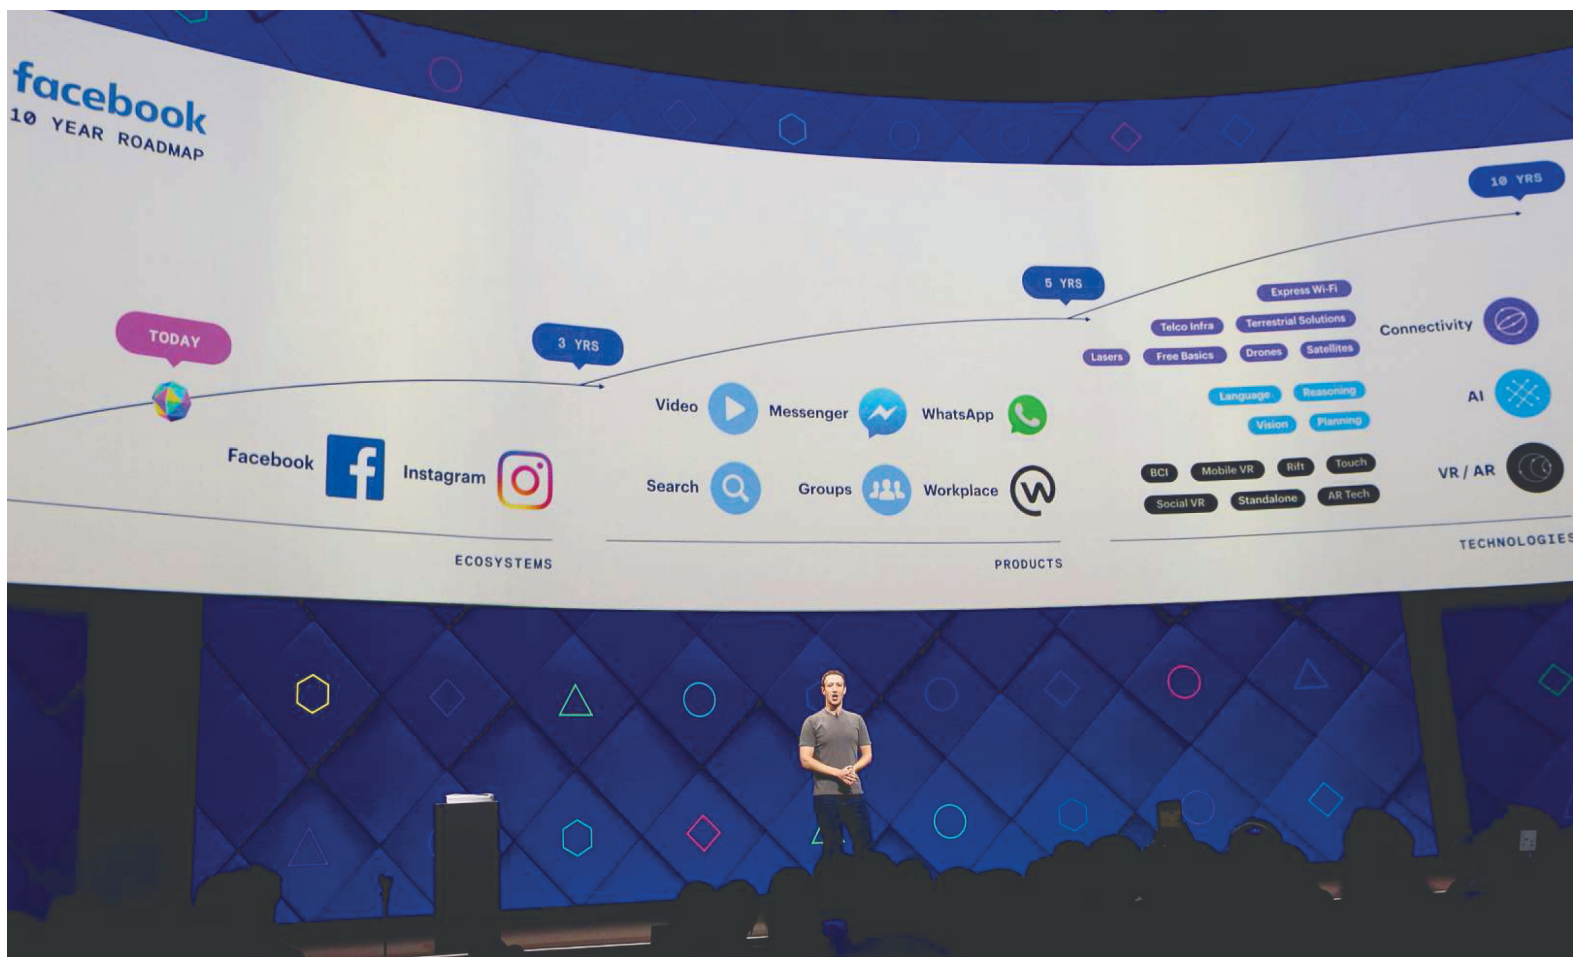 facebook
10 YEAR ROADMAP
TODAY
3 YRS
5 YRS
10 YRS
Facebook
Instagram
ECOSYSTEMS
Video
Messenger
WhatsApp
Search
Groups
Workplace
PRODUCTS
Express Wi-Fi
Telco Infra
Terrestrial Solutions
Lasers
Free Basics
Drones
Satellites
Connectivity
Language
Reasoning
Vision
Planning
AI
BCI
Mobile VR
Rift
Touch
Social VR
Standalone
AR Tech
VR / AR
TECHNOLOGIES